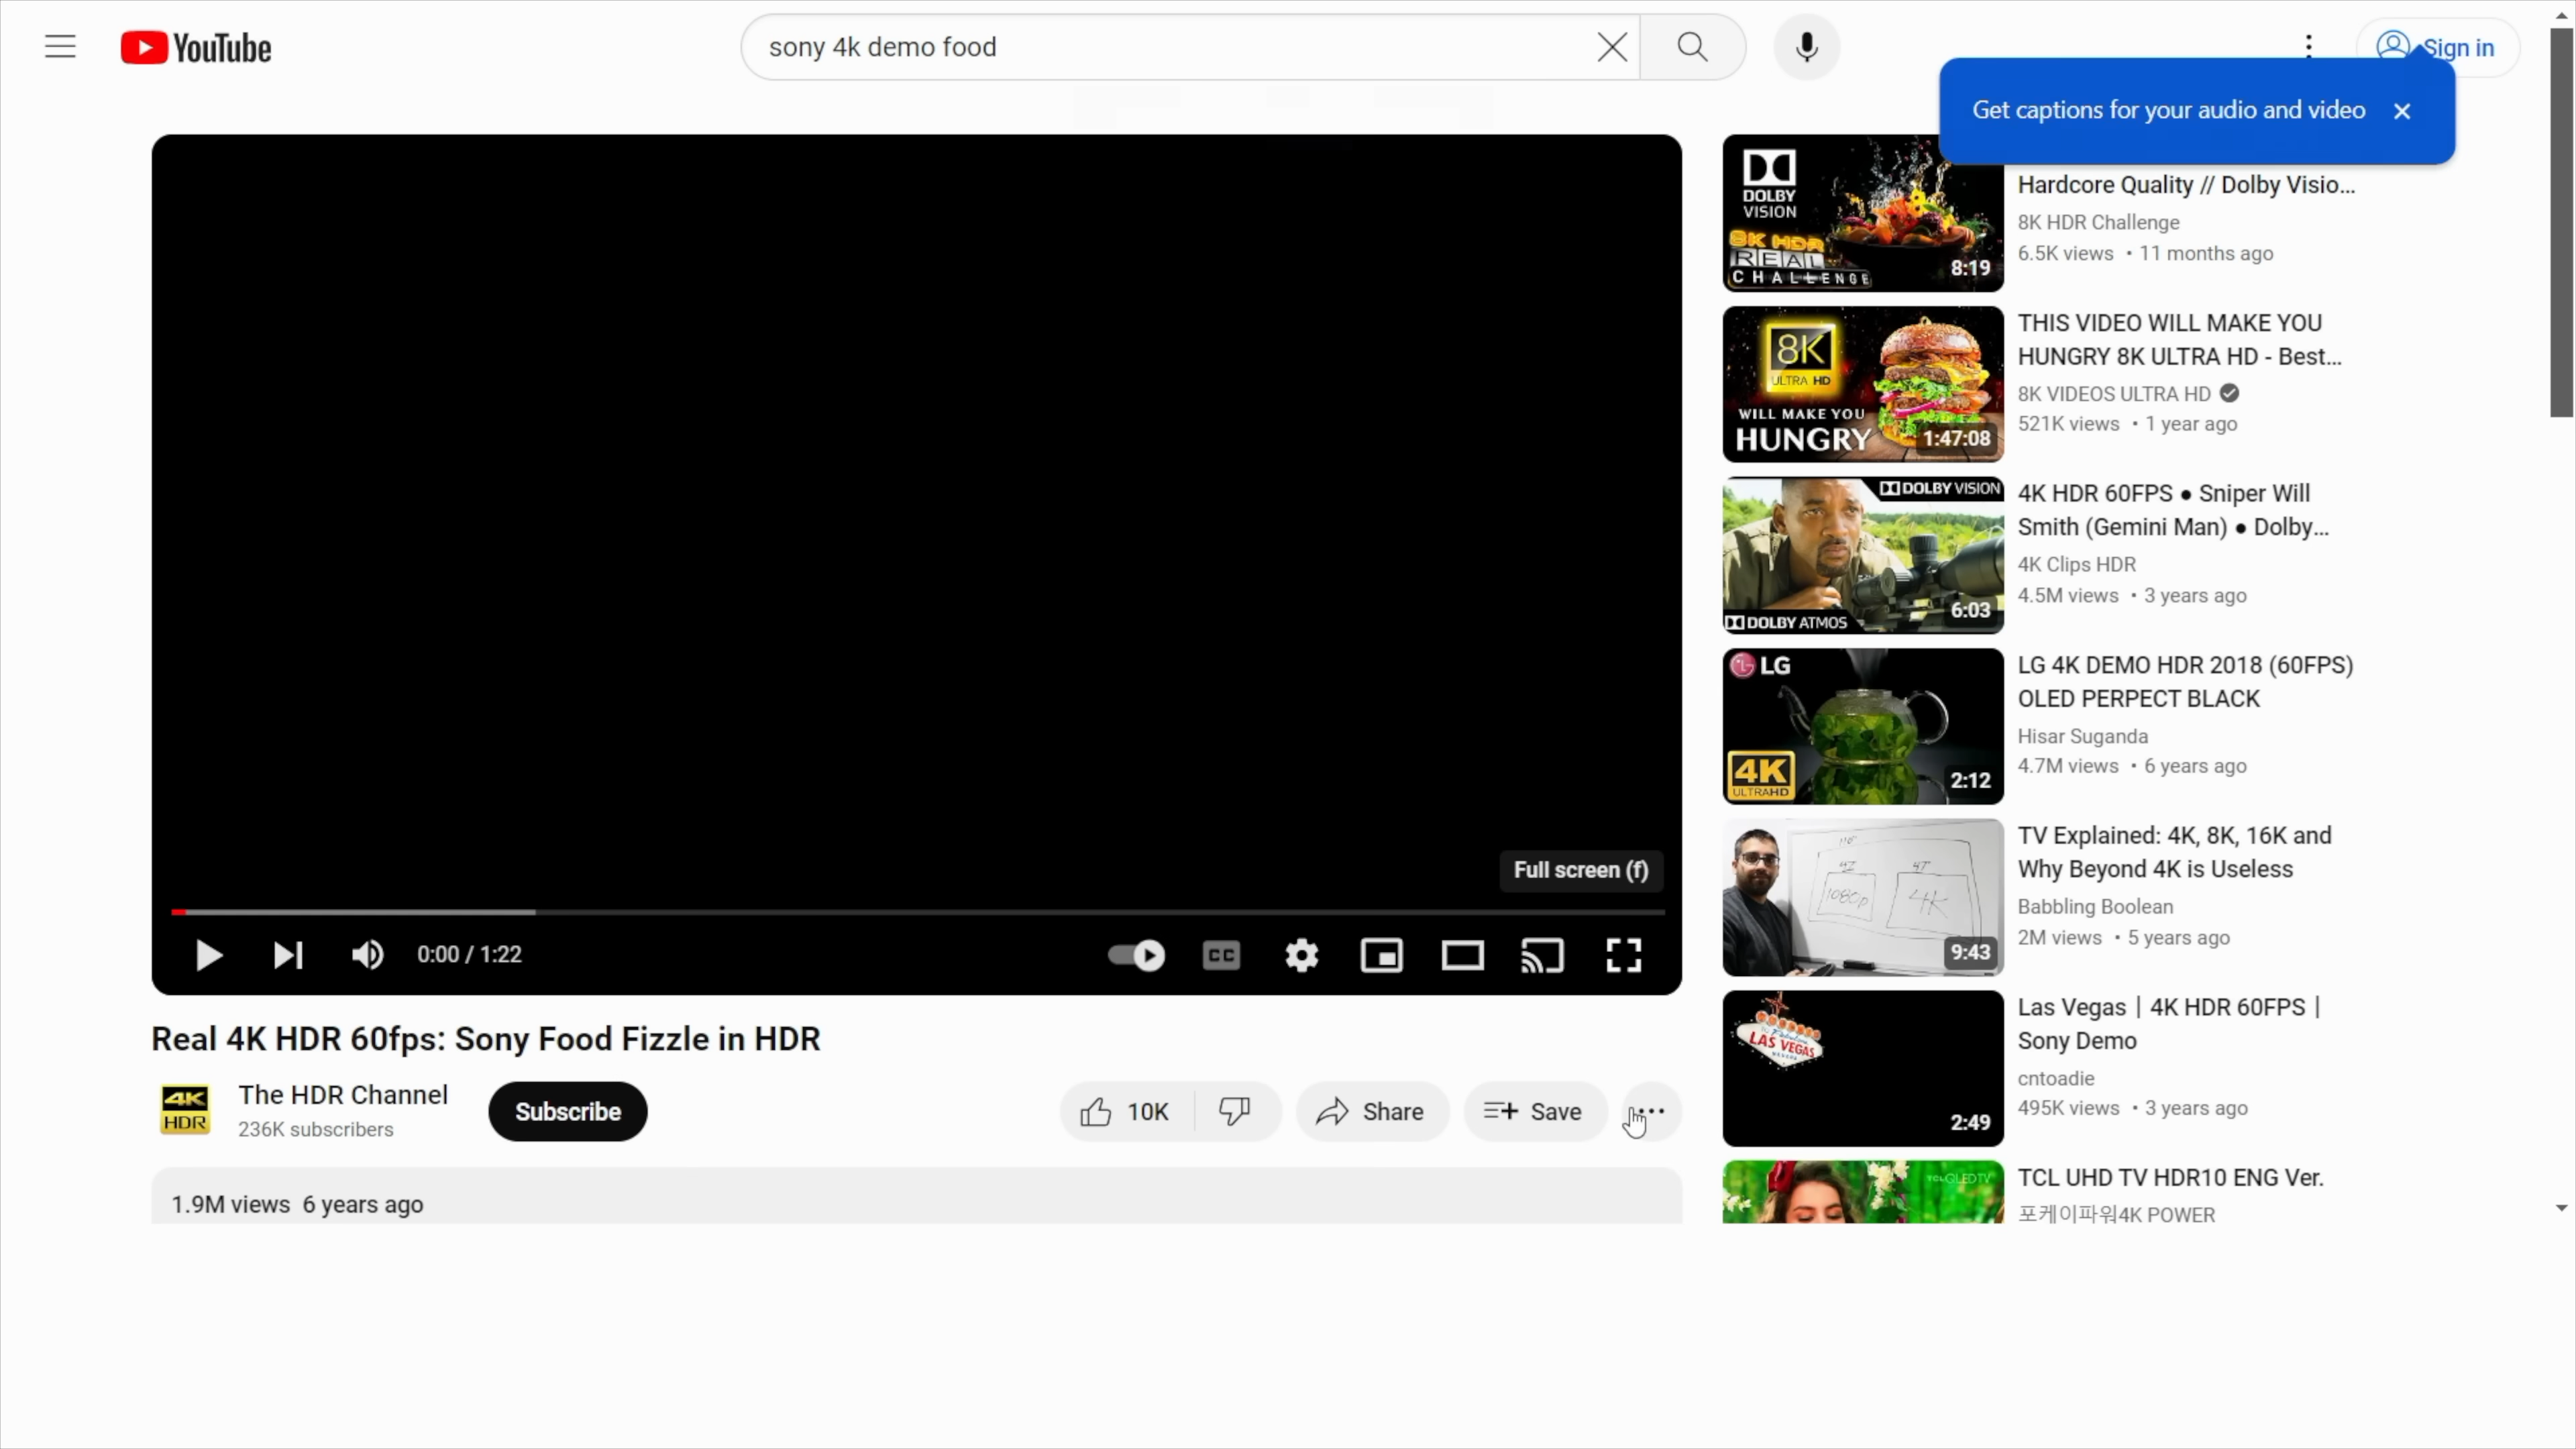 YouTube
sony 4k demo food
Sign in
Get captions for your audio and video
DOLBY
VISION
8K HDR
REAL
CHALLENGE
8:19
Hardcore Quality // Dolby Visio...
8K HDR Challenge
6.5K views • 11 months ago
8K
ULTRA HD
WILL MAKE YOU
HUNGRY
1:47:08
THIS VIDEO WILL MAKE YOU
HUNGRY 8K ULTRA HD - Best...
8K VIDEOS ULTRA HD
521K views • 1 year ago
DOLBY VISION
DOLBY ATMOS
6:03
4K HDR 60FPS ● Sniper Will
Smith (Gemini Man) ● Dolby...
4K Clips HDR
4.5M views • 3 years ago
LG
4K
ULTRAHD
2:12
LG 4K DEMO HDR 2018 (60FPS)
OLED PERPECT BLACK
Hisar Suganda
4.7M views • 6 years ago
1080p
4K
9:43
TV Explained: 4K, 8K, 16K and
Why Beyond 4K is Useless
Babbling Boolean
2M views • 5 years ago
LAS VEGAS
2:49
Las Vegas | 4K HDR 60FPS |
Sony Demo
cntoadie
495K views • 3 years ago
TCL QLED TV
TCL UHD TV HDR10 ENG Ver.
포케이파워4K POWER
Full screen (f)
0:00 / 1:22
CC
Real 4K HDR 60fps: Sony Food Fizzle in HDR
4K
HDR
The HDR Channel
236K subscribers
Subscribe
10K
Share
Save
1.9M views 6 years ago